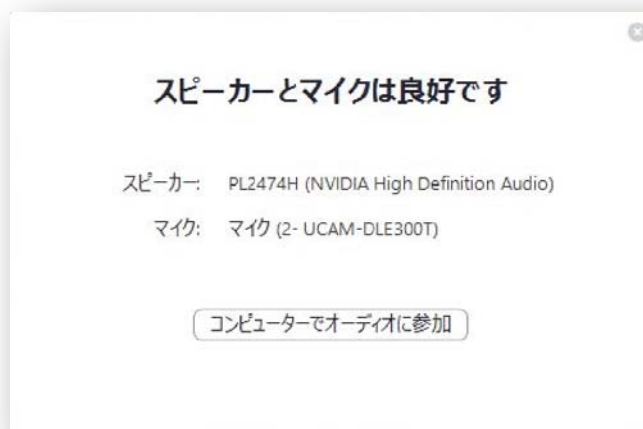 スピーカーとマイクは良好です
スピーカー: PL2474H (NVIDIA High Definition Audio)
マイク: マイク (2- UCAM-DLE300T)
コンピューターでオーディオに参加